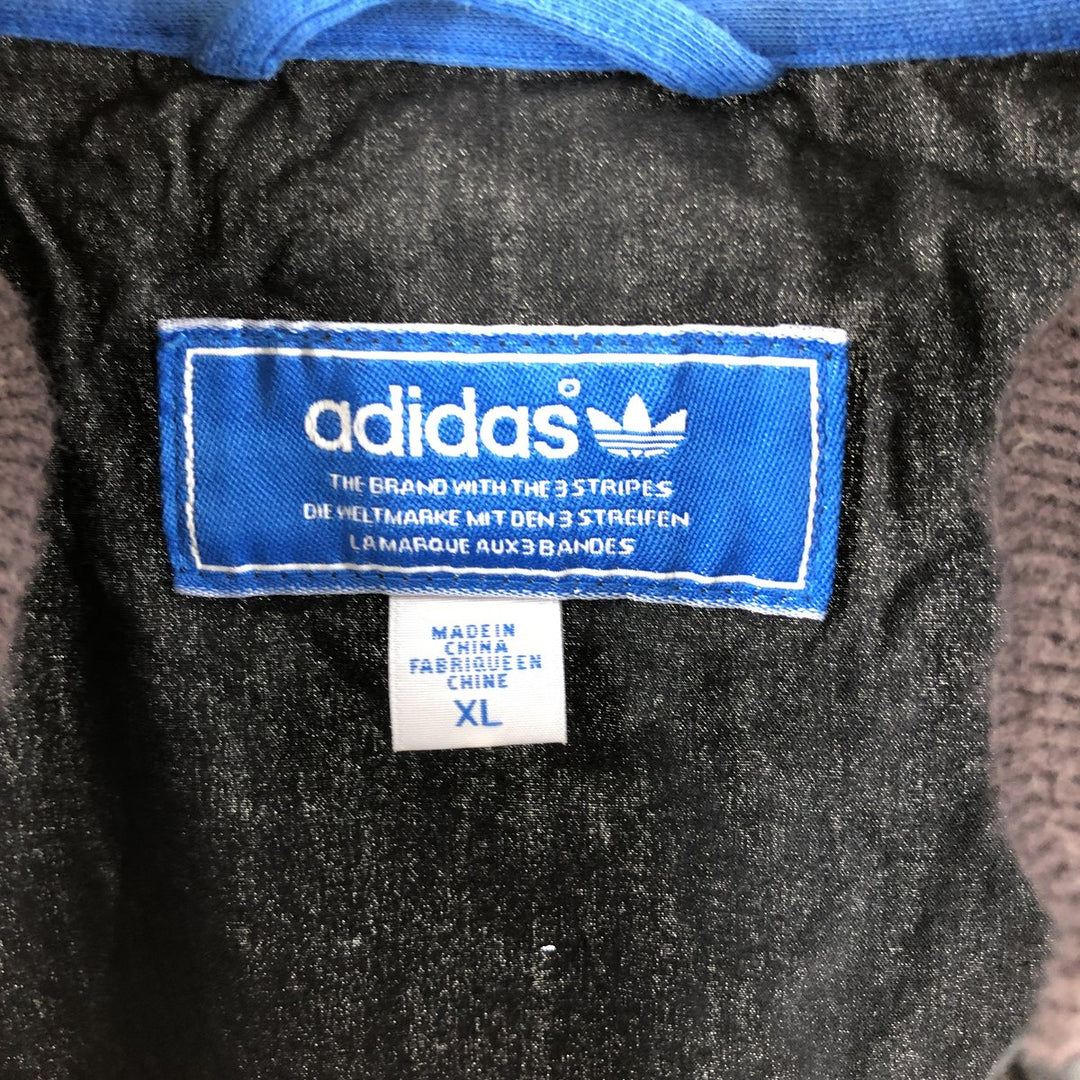 adidas°
THE BRAND WITH THE 3 STRIPES
DIE WELTMARKE MIT DEN 3 STREIFEN
LA MARQUE AUX 3 BANDES
MADE IN
CHINA
FABRIQUE EN
CHINE
XL